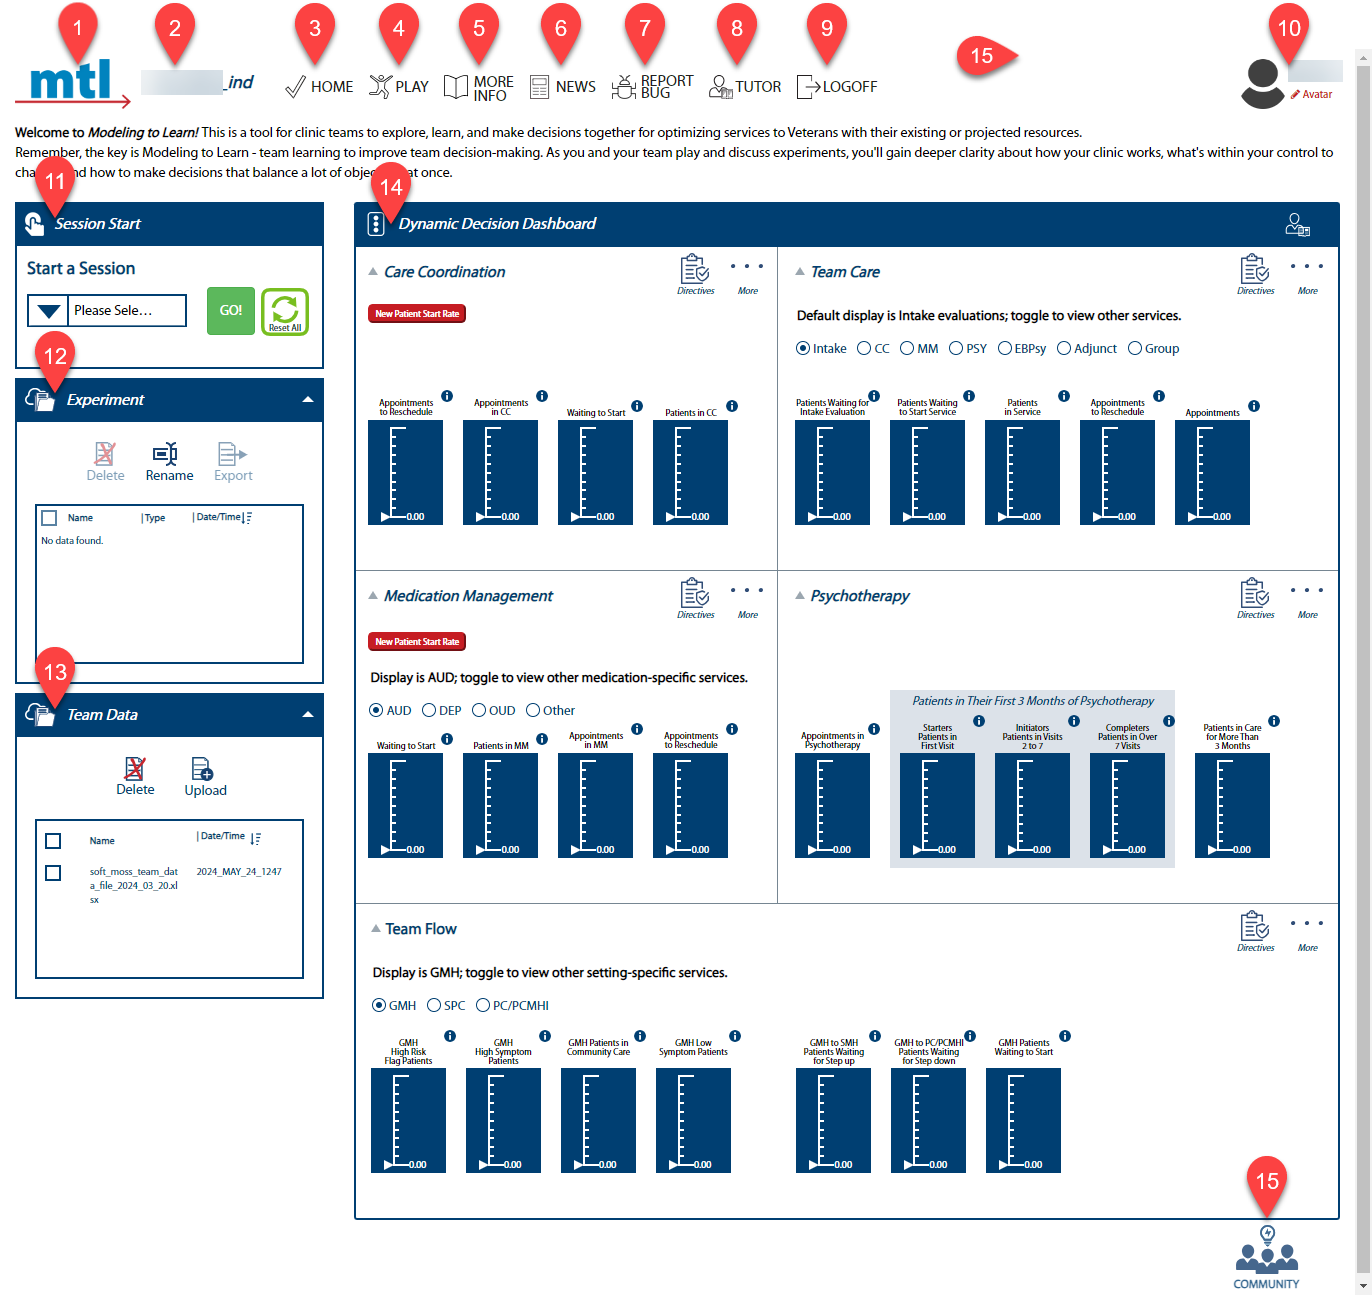 1
2
3
4
5
6
7
8
9
15
10
mtl
_ind
HOME
PLAY
MORE
INFO
NEWS
REPORT
BUG
TUTOR
LOGOFF
Avatar
Welcome to Modeling to Learn! This is a tool for clinic teams to explore, learn, and make decisions together for optimizing services to Veterans with their existing or projected resources.
Remember, the key is Modeling to Learn - team learning to improve team decision-making. As you and your team play and discuss experiments, you'll gain deeper clarity about how your clinic works, what's within your control to
how to make decisions that balance a lot of at once.
11
Session Start
Start a Session
Please Sele...
GO!
Reset All
12
Experiment
Delete
Rename
Export
Name
|Type
|Date/Time
No data found.
13
Team Data
Delete
Upload
Name
|Date/Time
soft_moss_team_dat
a_file_2024_03_20.xl
sx
2024_MAY_24_1247
14
Dynamic Decision Dashboard
Care Coordination
Directives
More
New Patient Start Rate
Appointments
to Reschedule
0.00
Appointments
in CC
0.00
Waiting to Start
0.00
Patients in CC
0.00
Team Care
Directives
More
Default display is Intake evaluations; toggle to view other services.
Intake
CC
MM
PSY
EBPsy
Adjunct
Group
Patients Waiting for
Intake Evaluation
0.00
Patients Waiting
to Start Service
0.00
Patients
in Service
0.00
Appointments
to Reschedule
0.00
Appointments
0.00
Medication Management
Directives
More
New Patient Start Rate
Display is AUD; toggle to view other medication-specific services.
AUD
DEP
OUD
Other
Waiting to Start
0.00
Patients in MM
0.00
Appointments
in MM
0.00
Appointments
to Reschedule
0.00
Psychotherapy
Directives
More
Patients in Their First 3 Months of Psychotherapy
Appointments in
Psychotherapy
0.00
Starters
Patients in
First Visit
0.00
Initiators
Patients in Visits
2 to 7
0.00
Completers
Patients in Over
7 Visits
0.00
Patients in Care
for More Than
3 Months
0.00
Team Flow
Directives
More
Display is GMH; toggle to view other setting-specific services.
GMH
SPC
PC/PCMHI
GMH
High Risk
Flag Patients
0.00
GMH
High Symptom
Patients
0.00
GMH Patients in
Community Care
0.00
GMH Low
Symptom Patients
0.00
GMH to SMH
Patients Waiting
for Step up
0.00
GMH to PC/PCMHI
Patients Waiting
for Step down
0.00
GMH Patients
Waiting to Start
0.00
15
COMMUNITY